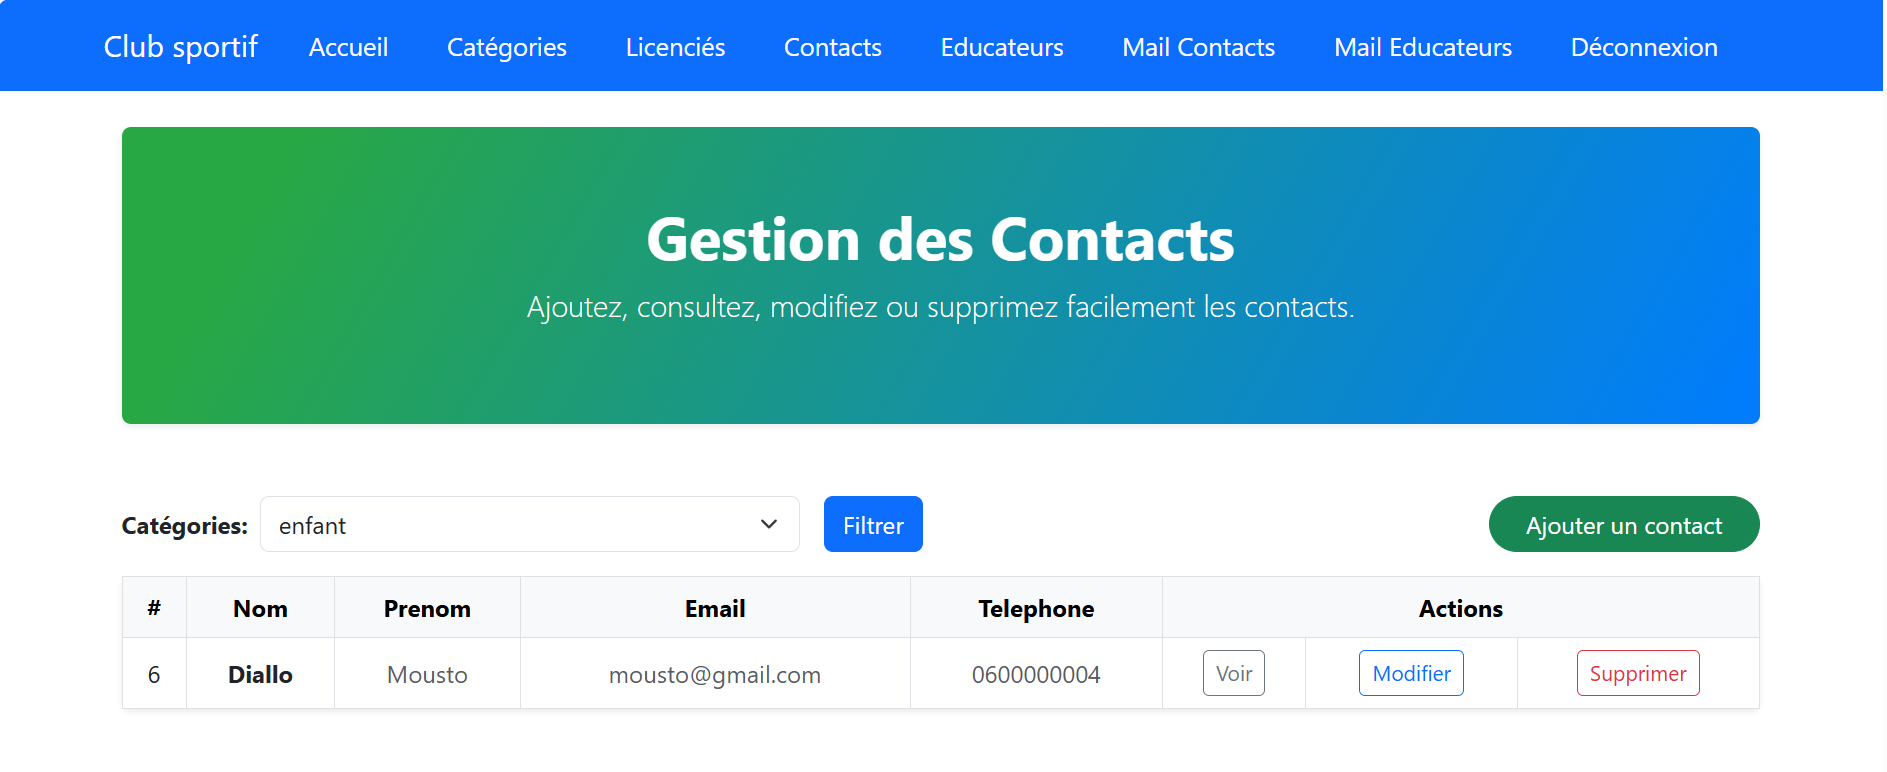 Club sportif Accueil Catégories Licenciés Contacts Educateurs Mail Contacts Mail Educateurs Déconnexion
Gestion des Contacts
Ajoutez, consultez, modifiez ou supprimez facilement les contacts.
Catégories: enfant Filtrer Ajouter un contact
# Nom Prenom Email Telephone Actions
6 Diallo Mousto mousto@gmail.com 0600000004 Voir Modifier Supprimer